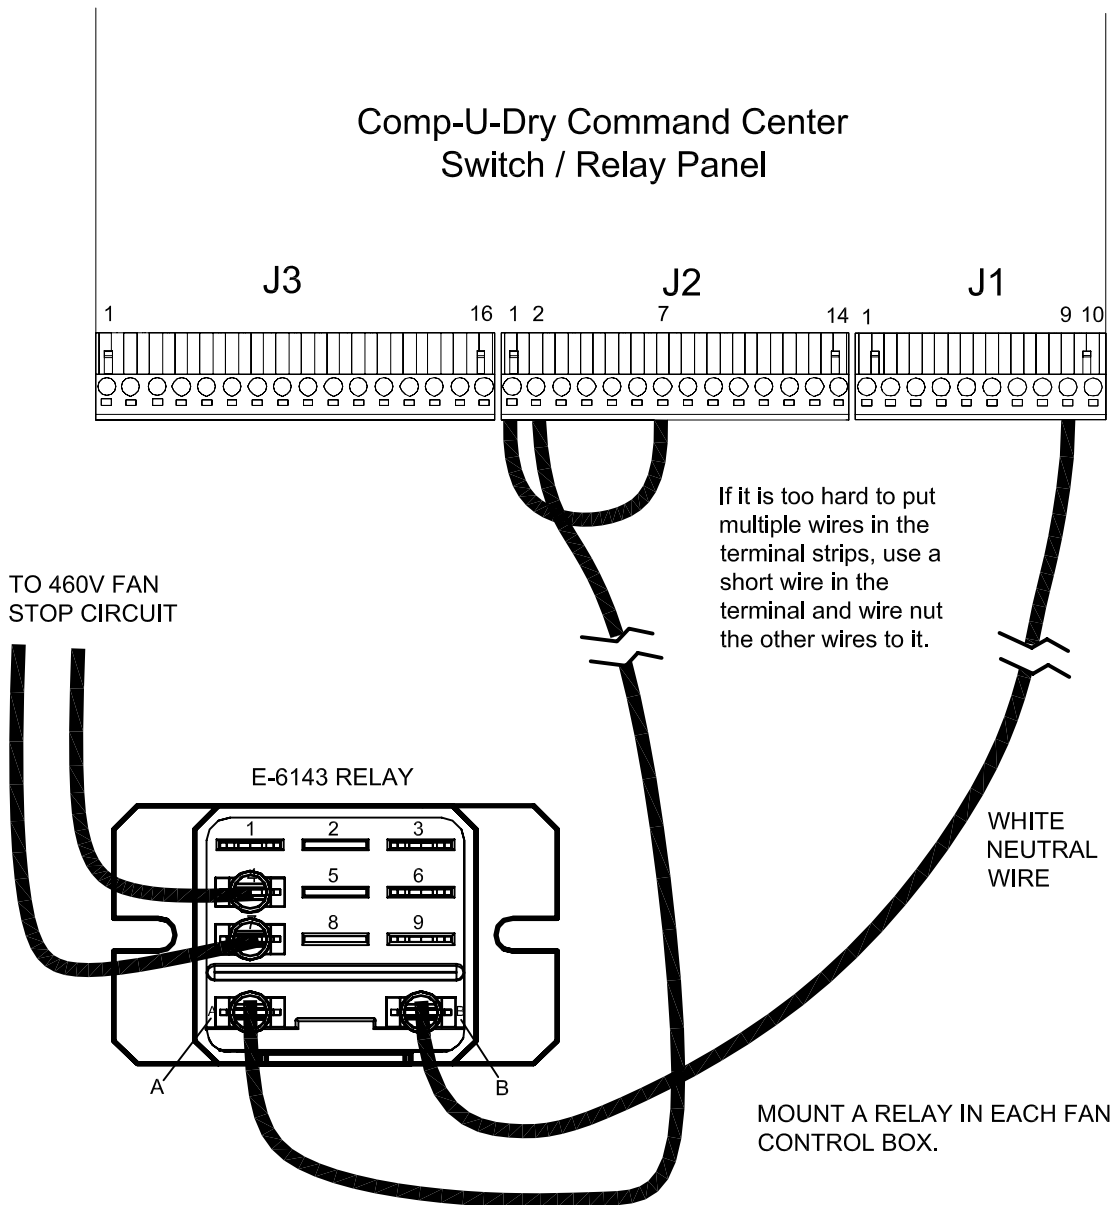 Comp-U-Dry Command Center
Switch / Relay Panel
J3
J2
J1
1
16
1
2
7
14
1
9
10
If it is too hard to put
multiple wires in the
terminal strips, use a
short wire in the
terminal and wire nut
the other wires to it.
TO 460V FAN
STOP CIRCUIT
E-6143 RELAY
1
2
3
4
5
6
7
8
9
A
B
A
B
WHITE
NEUTRAL
WIRE
MOUNT A RELAY IN EACH FAN
CONTROL BOX.